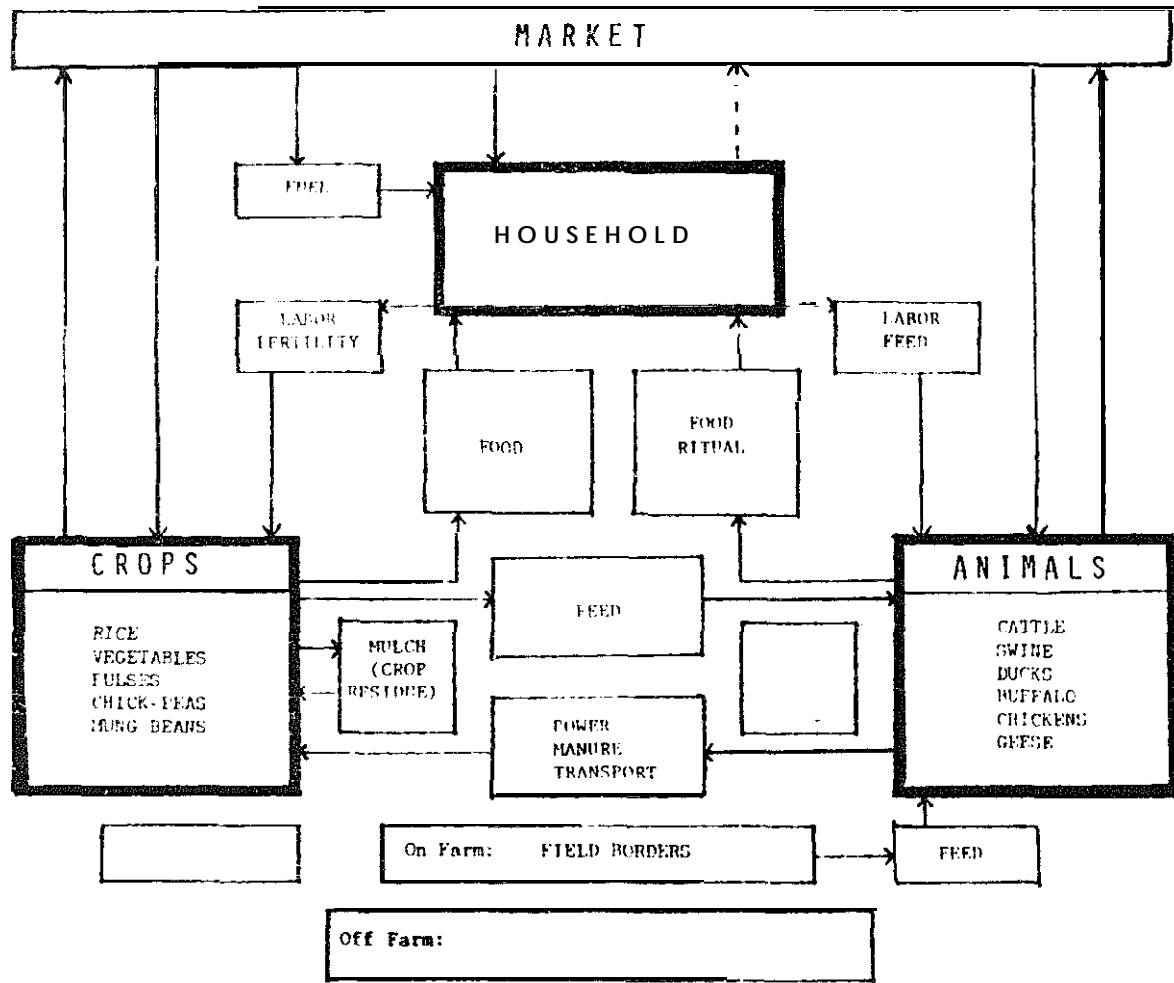 MARKET
FUEL
HOUSEHOLD
LABOR
FERTILITY
LABOR
FEED
FOOD
FOOD
RITUAL
CROPS
RICE
VEGETABLES
PULSES
CHICK-PEAS
MUNG BEANS
FEED
MULCH
(CROP
RESIDUE)
POWER
MANURE
TRANSPORT
ANIMALS
CATTLE
SWINE
DUCKS
BUFFALO
CHICKENS
GEESE
On Farm: FIELD BORDERS
FEED
Off Farm: